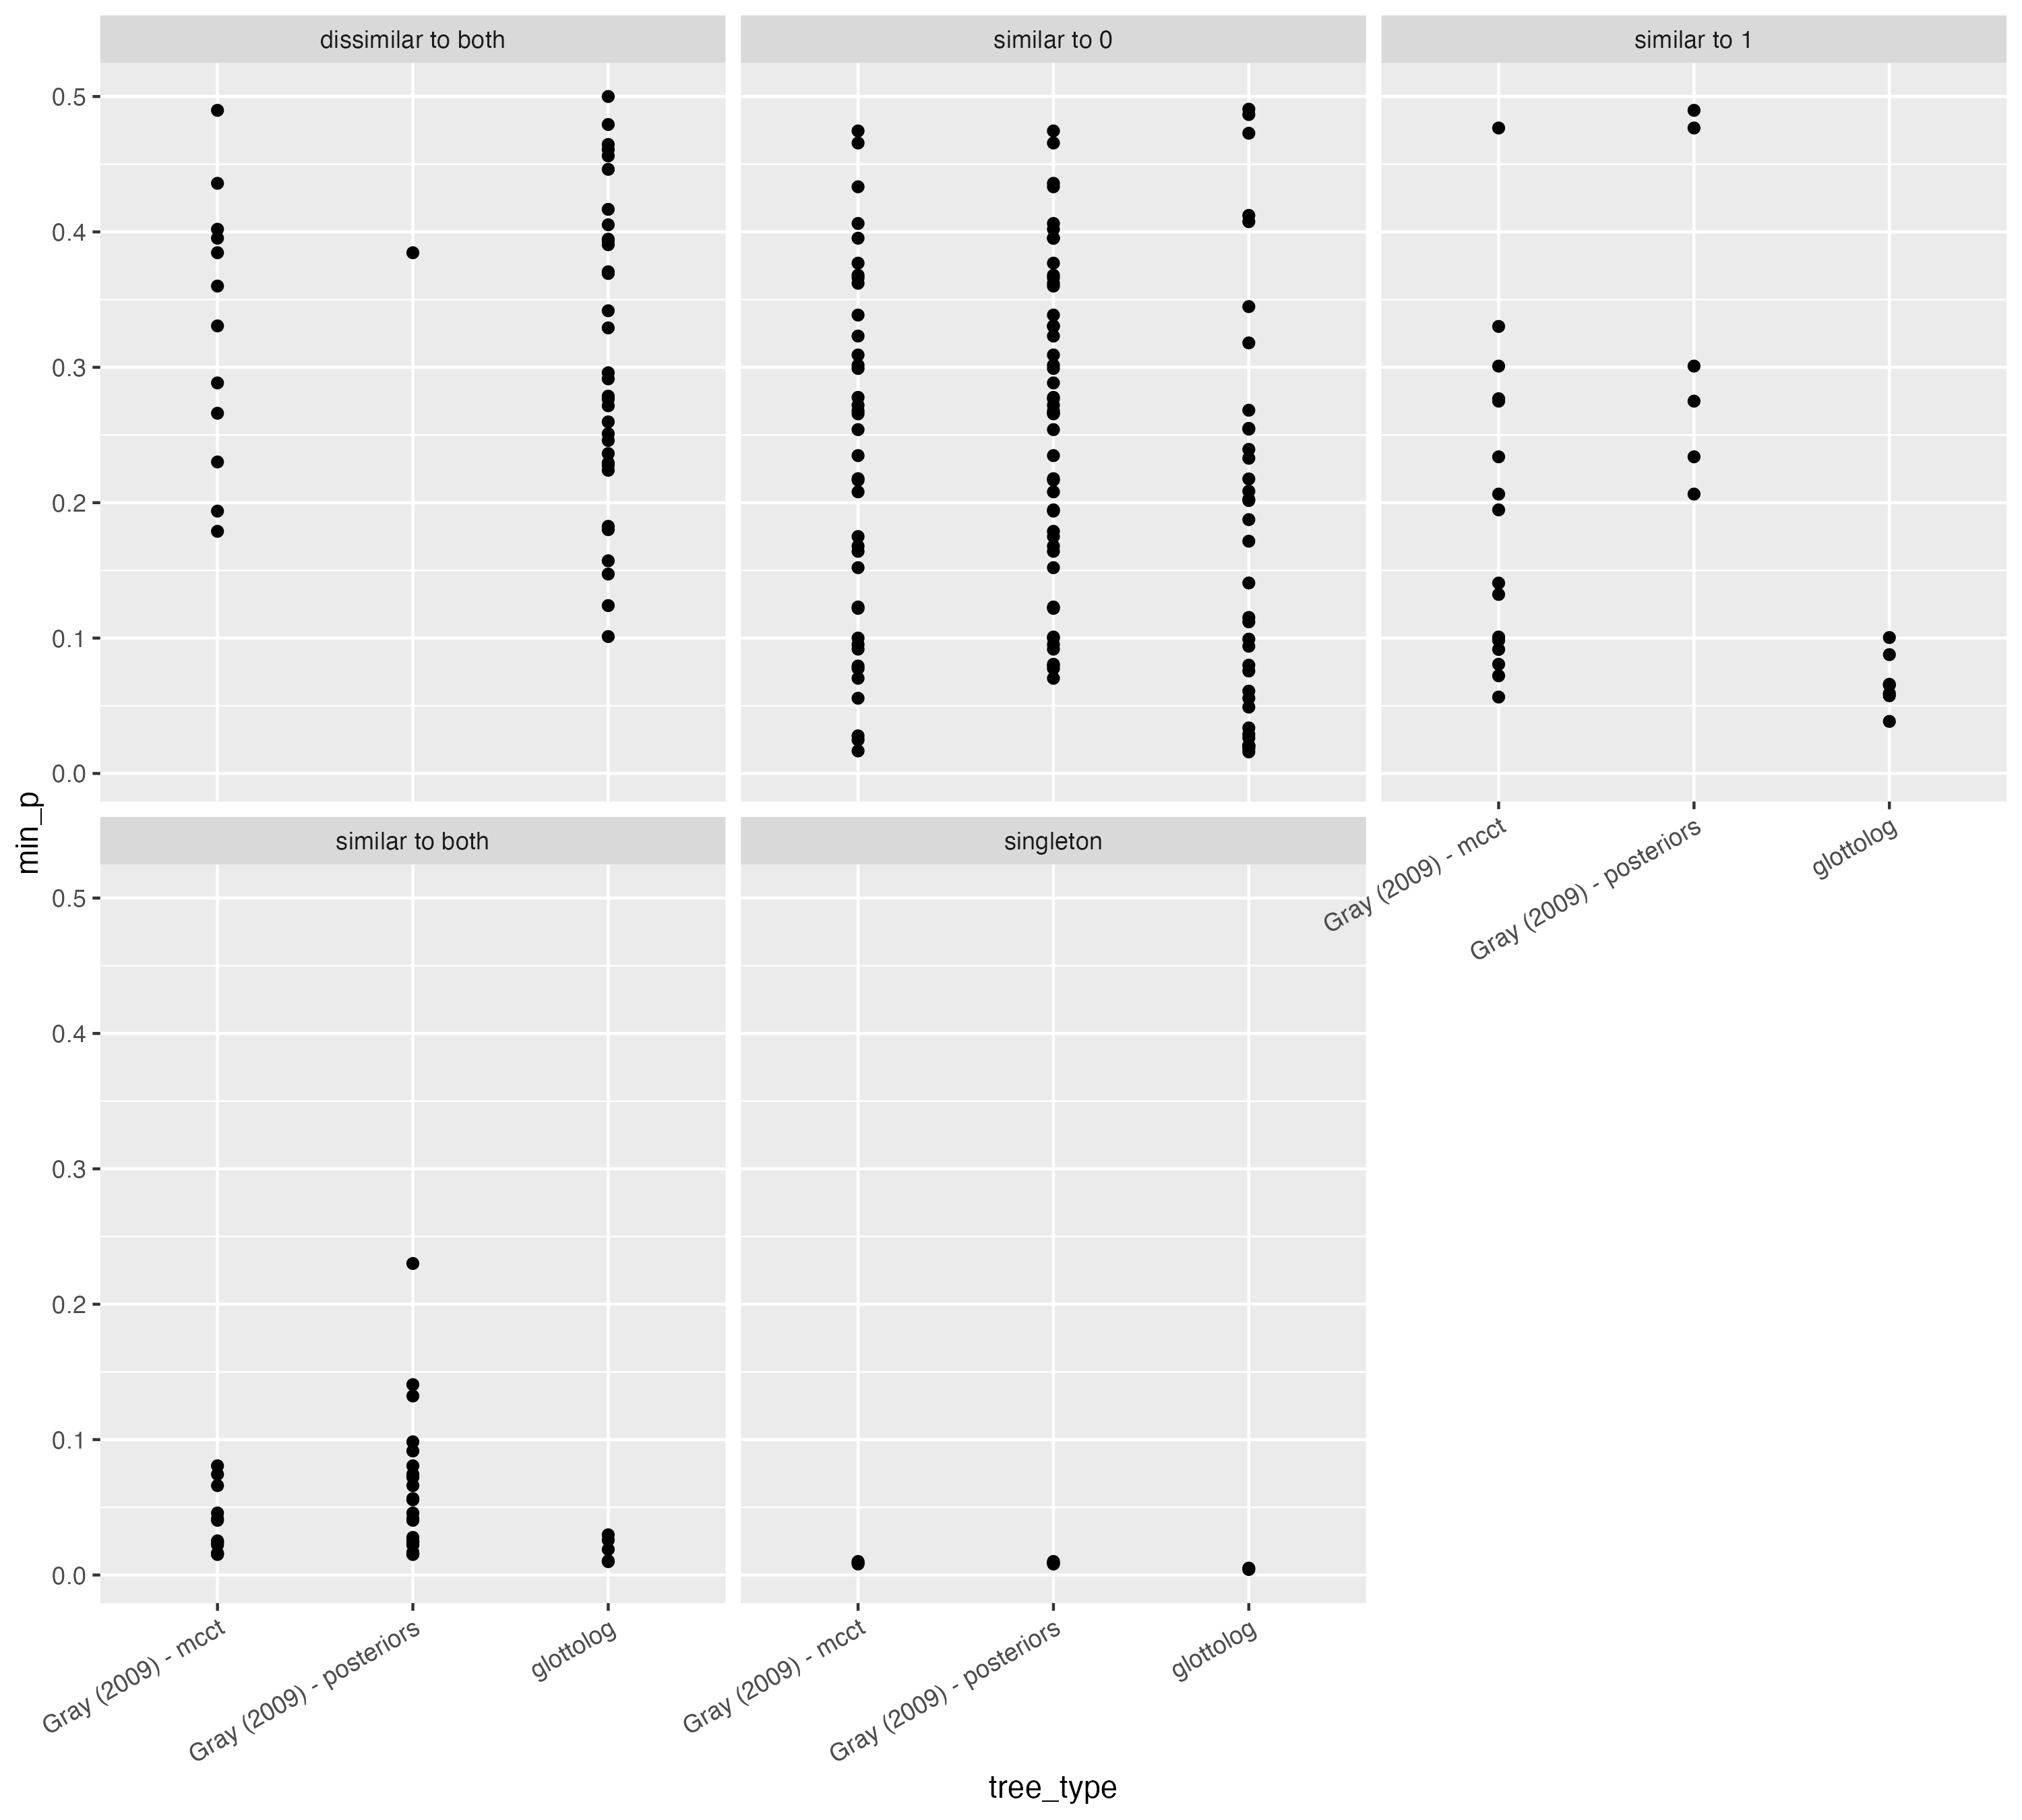 dissimilar to both
similar to 0
similar to 1
0.5
0.4
0.3
0.2
0.1
0.0
Gray (2009) - mcct
Gray (2009) - posteriors
glottolog
similar to both
singleton
0.5
0.4
0.3
0.2
0.1
0.0
Gray (2009) - mcct
Gray (2009) - posteriors
glottolog
Gray (2009) - mcct
Gray (2009) - posteriors
glottolog
min_p
tree_type